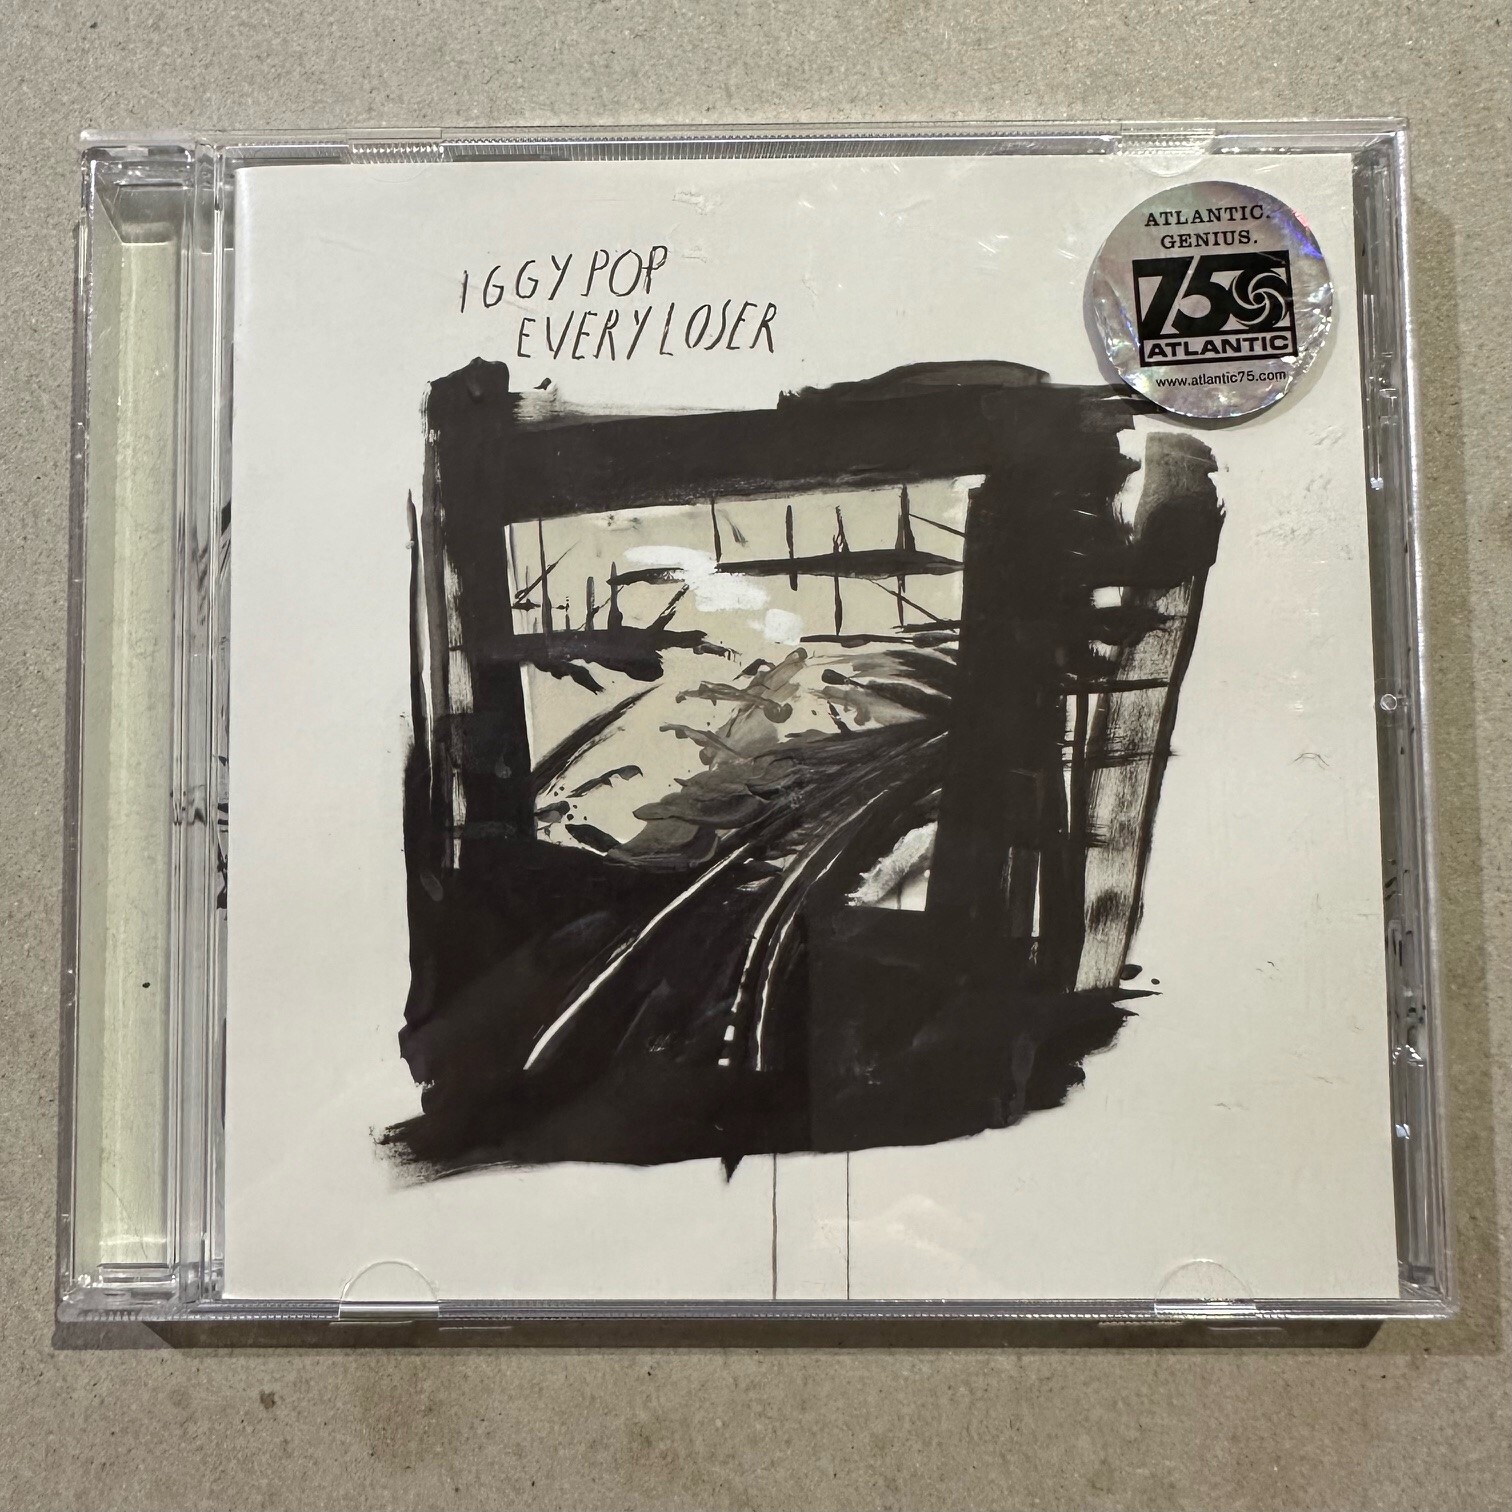 IGGY POP
EVERY LOSER
ATLANTIC.
GENIUS.
75
ATLANTIC
www.atlantic75.com